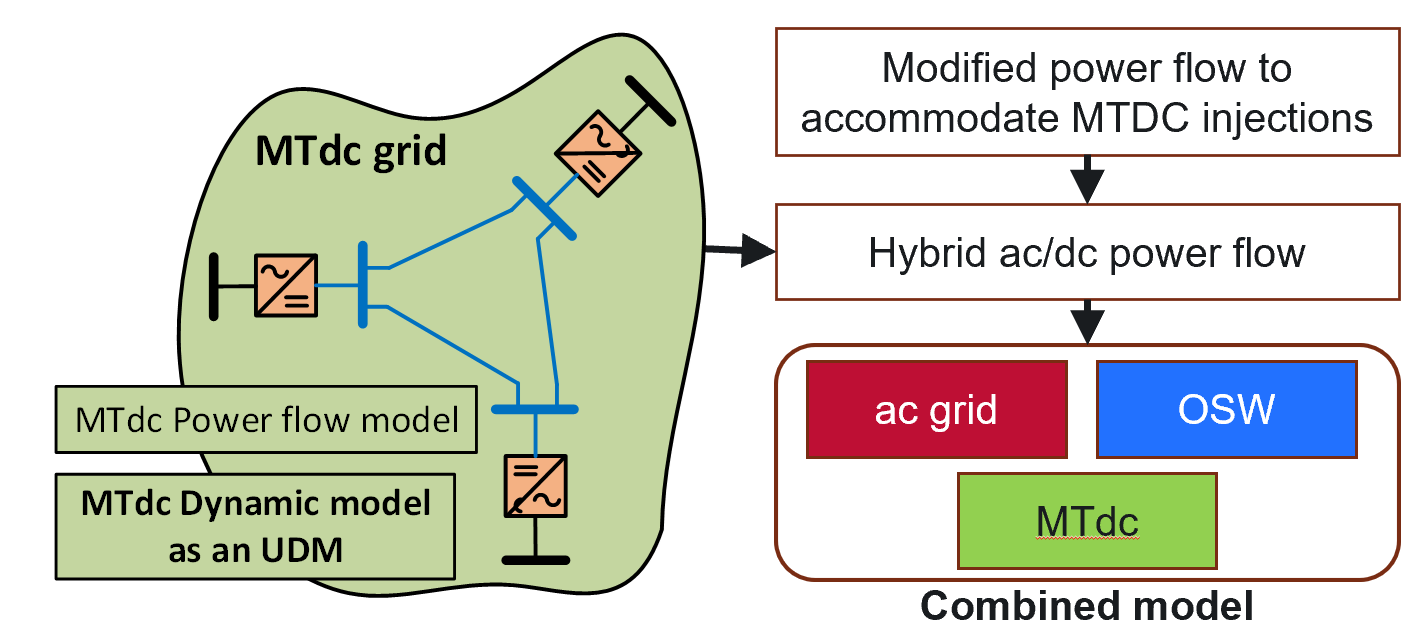 MTdc grid
MTdc Power flow model
MTdc Dynamic model
as an UDM
Modified power flow to
accommodate MTDC injections
Hybrid ac/dc power flow
ac grid
OSW
MTdc
Combined model